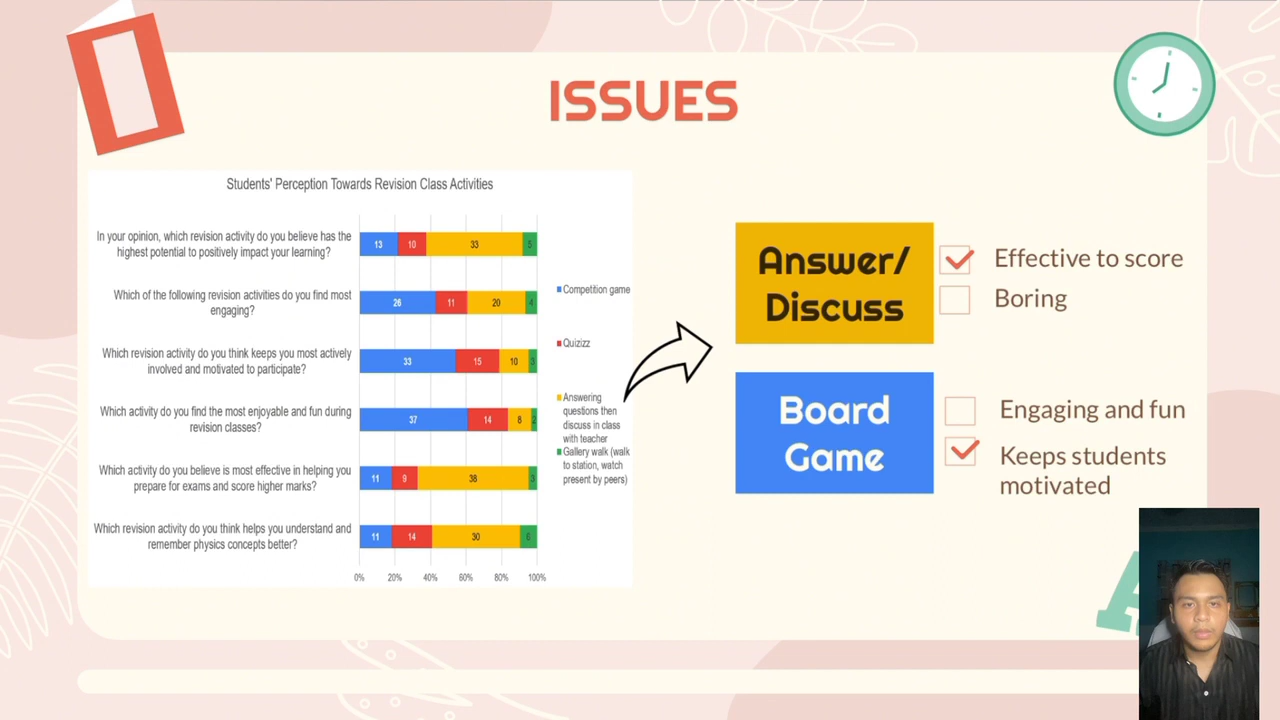 ISSUES
Students' Perception Towards Revision Class Activities
In your opinion, which revision activity do you believe has the
highest potential to positively impact your learning?
13 10 33 5
Which of the following revision activities do you find most
engaging?
26 11 20 4
Which revision activity do you think keeps you most actively
involved and motivated to participate?
33 15 10 3
Which activity do you find the most enjoyable and fun during
revision classes?
37 14 8 2
Which activity do you believe is most effective in helping you
prepare for exams and score higher marks?
11 9 38 3
Which revision activity do you think helps you understand and
remember physics concepts better?
11 14 30 6
0% 20% 40% 60% 80% 100%
Competition game
Quizizz
Answering
questions then
discuss in class
with teacher
Gallery walk (walk
to station, watch
present by peers)
Answer/
Discuss
Effective to score
Boring
Board
Game
Engaging and fun
Keeps students
motivated
A